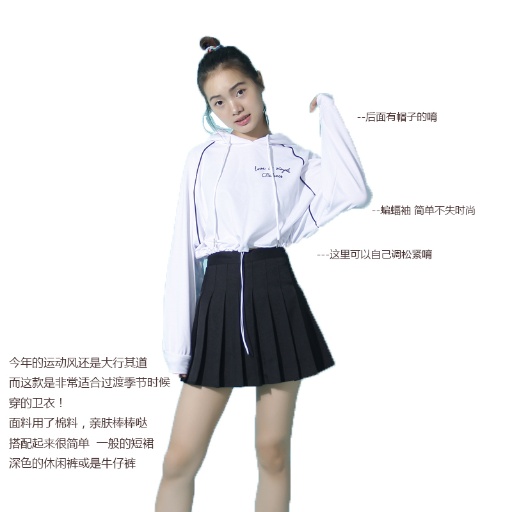 --后面有帽子的唷
--蝙蝠袖 简单不失时尚
---这里可以自己调松紧唷
今年的运动风还是大行其道
而这款是非常适合过渡季节时候
穿的卫衣！
面料用了棉料，亲肤棒棒哒
搭配起来很简单 一般的短裙
深色的休闲裤或是牛仔裤